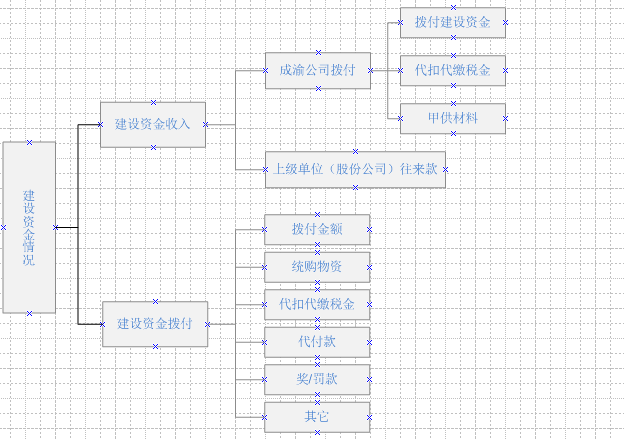 建设资金情况
建设资金收入
成渝公司拨付
拨付建设资金
代扣代缴税金
甲供材料
上级单位（股份公司）往来款
建设资金拨付
拨付金额
统购物资
代扣代缴税金
代付款
奖/罚款
其它